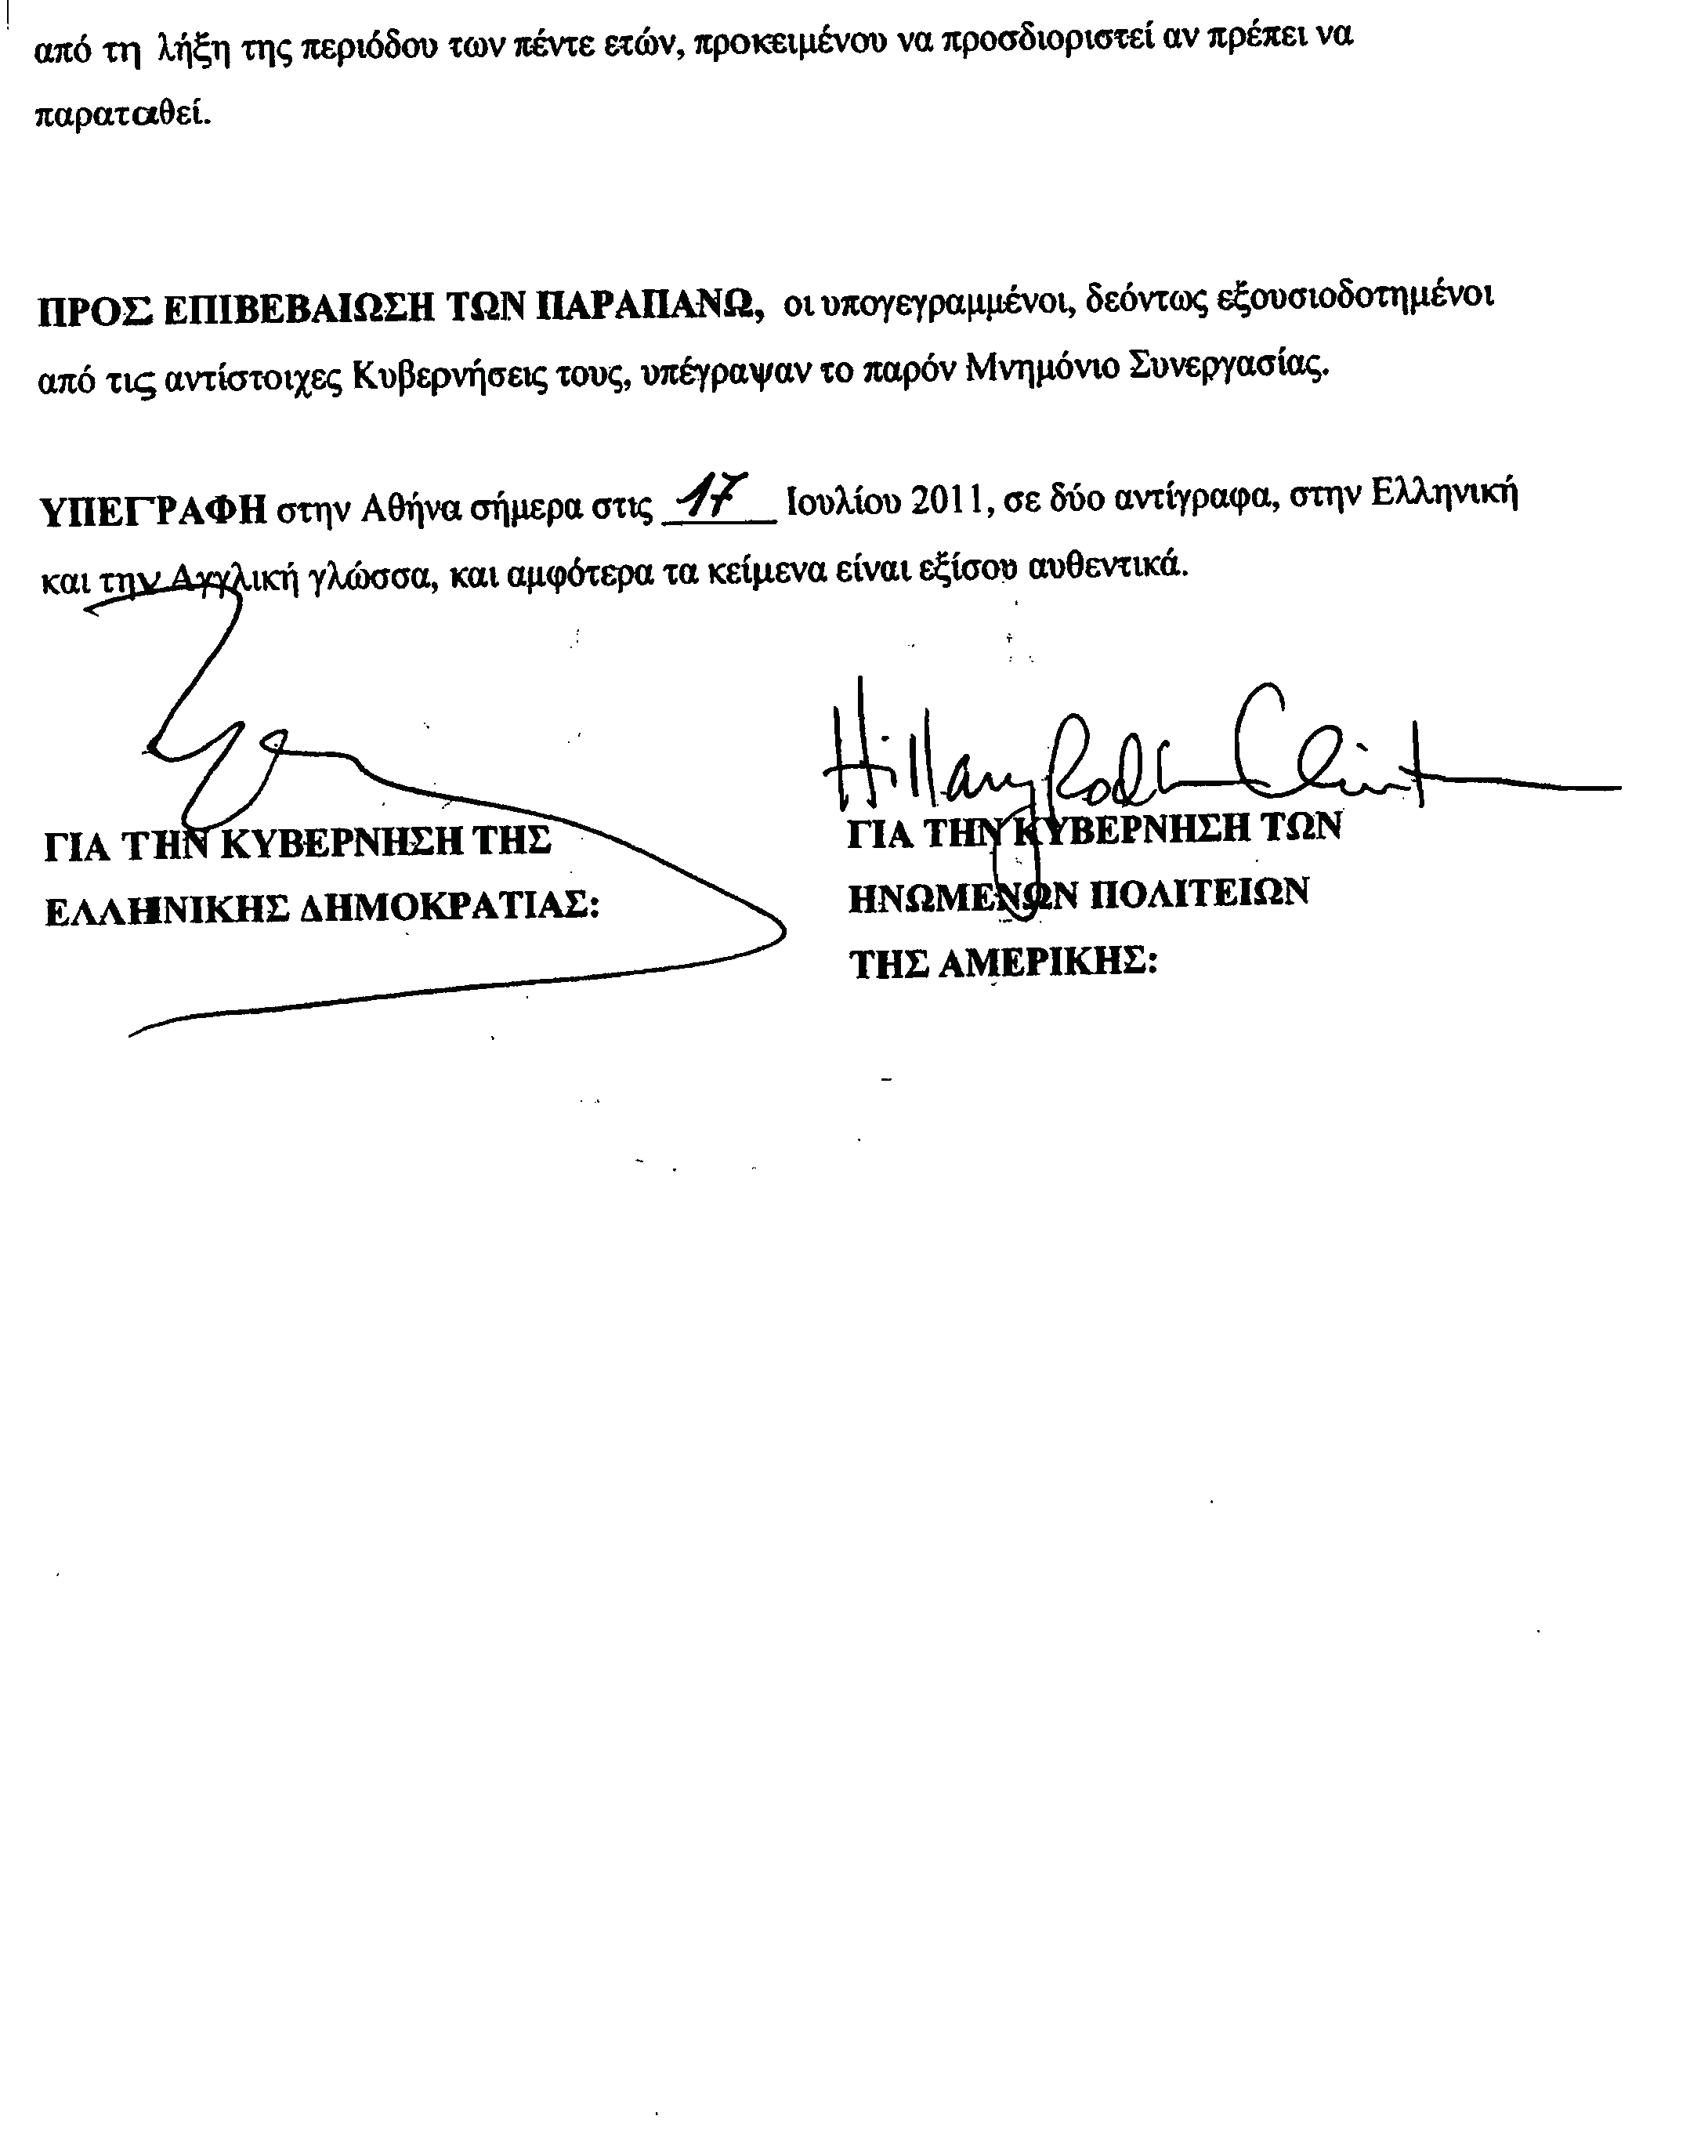 από τη λήξη της περιόδου των πέντε ετών, προκειμένου να προσδιοριστεί αν πρέπει να
παραταθεί.
ΠΡΟΣ ΕΠΙΒΕΒΑΙΩΣΗ ΤΩΝ ΠΑΡΑΠΑΝΩ, οι υπογεγραμμένοι, δεόντως εξουσιοδοτημένοι
από τις αντίστοιχες Κυβερνήσεις τους, υπέγραψαν το παρόν Μνημόνιο Συνεργασίας.
ΥΠΕΓΡΑΦΗ στην Αθήνα σήμερα στις 17 Ιουλίου 2011, σε δύο αντίγραφα, στην Ελληνική
και την Αγγλική γλώσσα, και αμφότερα τα κείμενα είναι εξίσου αυθεντικά.
ΓΙΑ ΤΗΝ ΚΥΒΕΡΝΗΣΗ ΤΗΣ
ΕΛΛΗΝΙΚΗΣ ΔΗΜΟΚΡΑΤΙΑΣ:
Hillary Rodham Clinton
ΓΙΑ ΤΗΝ ΚΥΒΕΡΝΗΣΗ ΤΩΝ
ΗΝΩΜΕΝΩΝ ΠΟΛΙΤΕΙΩΝ
ΤΗΣ ΑΜΕΡΙΚΗΣ: